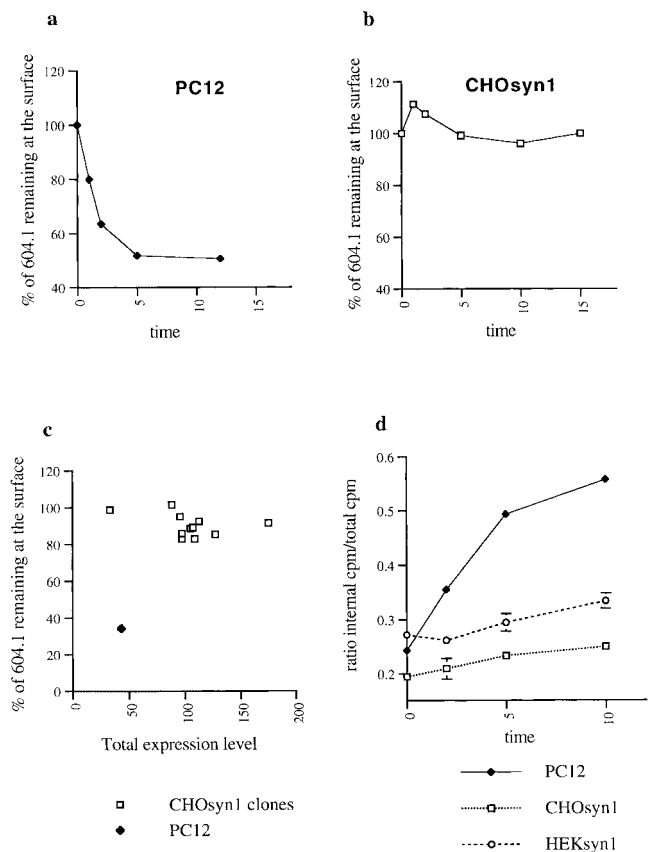 a
PC12
% of 604.1 remaining at the surface
120
100
80
60
40
0
5
10
15
time
b
CHOsyn1
% of 604.1 remaining at the surface
120
100
80
60
40
0
5
10
15
time
c
% of 604.1 remaining at the surface
120
100
80
60
40
20
0
0
50
100
150
200
Total expression level
CHOsyn1 clones
PC12
d
ratio internal cpm/total cpm
0.6
0.5
0.4
0.3
0.2
0
5
10
time
PC12
CHOsyn1
HEKsyn1